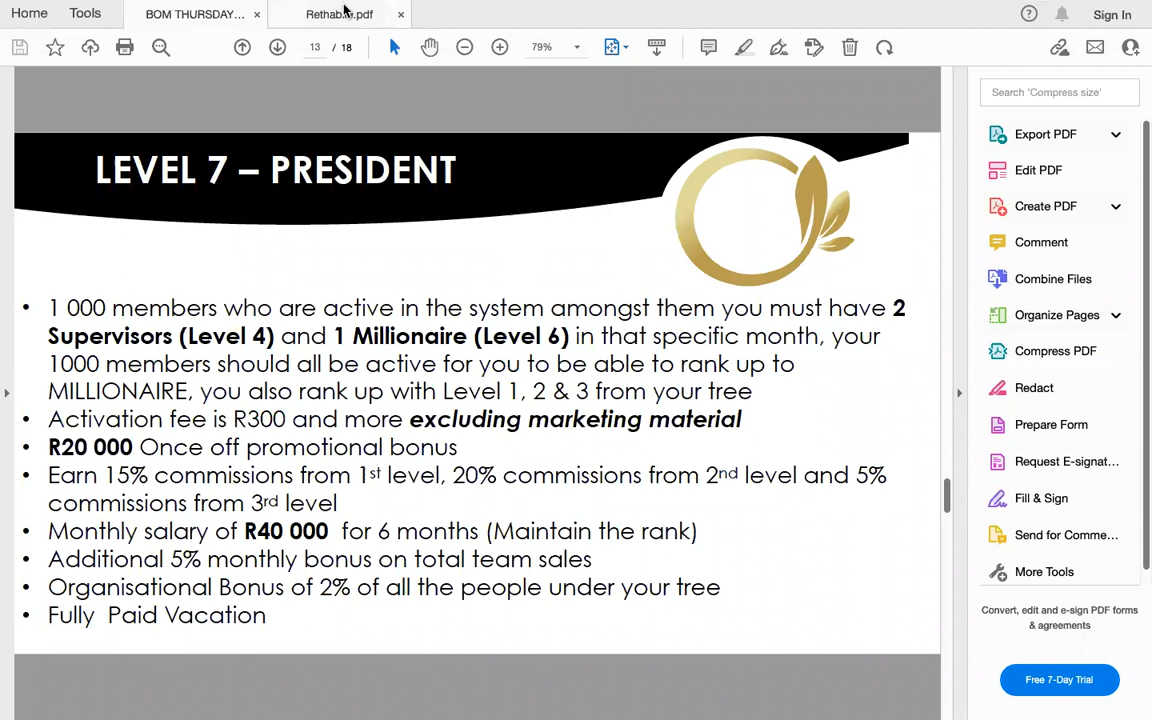 Home
Tools
BOM THURSDAY...
Sign In
13 / 18
79%
Search 'Compress size'
LEVEL 7 – PRESIDENT
• 1 000 members who are active in the system amongst them you must have 2
Supervisors (Level 4) and 1 Millionaire (Level 6) in that specific month, your
1000 members should all be active for you to be able to rank up to
MILLIONAIRE, you also rank up with Level 1, 2 & 3 from your tree
• Activation fee is R300 and more excluding marketing material
• R20 000 Once off promotional bonus
• Earn 15% commissions from 1st level, 20% commissions from 2nd level and 5%
commissions from 3rd level
• Monthly salary of R40 000 for 6 months (Maintain the rank)
• Additional 5% monthly bonus on total team sales
• Organisational Bonus of 2% of all the people under your tree
• Fully Paid Vacation
Export PDF
Edit PDF
Create PDF
Comment
Combine Files
Organize Pages
Compress PDF
Redact
Prepare Form
Request E-signat...
Fill & Sign
Send for Comme...
More Tools
Convert, edit and e-sign PDF forms
& agreements
Free 7-Day Trial